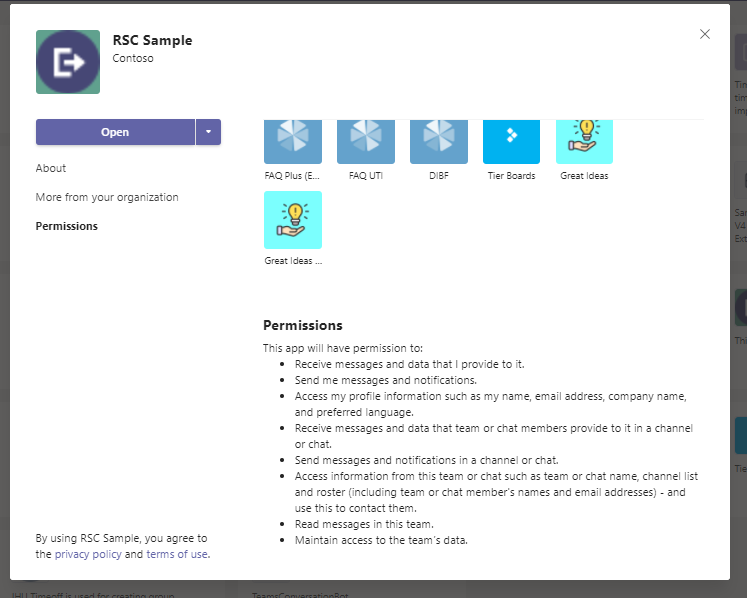 RSC Sample
Contoso
Open
About
More from your organization
Permissions
FAQ Plus (E...
FAQ UTI
DIBF
Tier Boards
Great Ideas
Great Ideas ...
Permissions
This app will have permission to:
Receive messages and data that I provide to it.
Send me messages and notifications.
Access my profile information such as my name, email address, company name,
and preferred language.
Receive messages and data that team or chat members provide to it in a channel
or chat.
Send messages and notifications in a channel or chat.
Access information from this team or chat such as team or chat name, channel list
and roster (including team or chat member's names and email addresses) - and
use this to contact them.
Read messages in this team.
Maintain access to the team's data.
By using RSC Sample, you agree to
the privacy policy and terms of use.
Timeoff is used for creating group
TeamsConversationBot